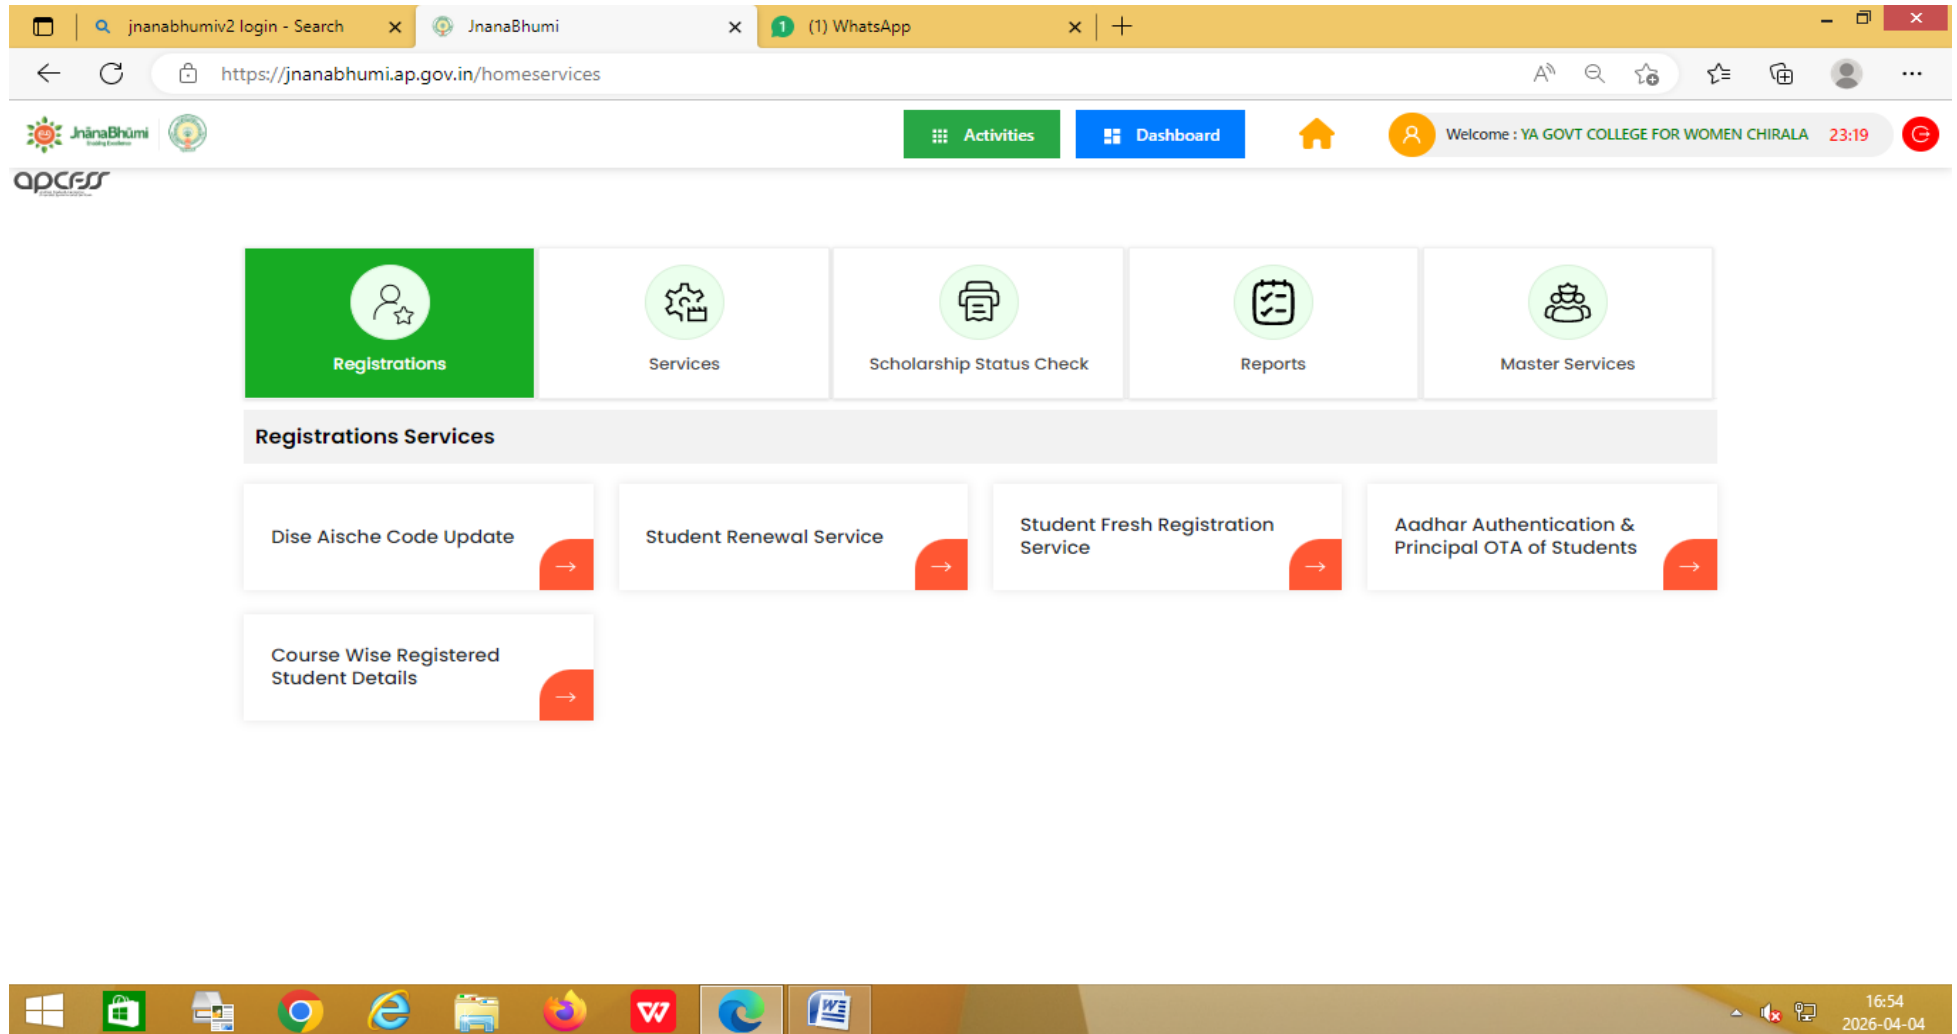 jnanabhumiv2 login - Search
JnanaBhumi
(1) WhatsApp
https://jnanabhumi.ap.gov.in/homeservices
JnānaBhūmi
Activities
Dashboard
Welcome : YA GOVT COLLEGE FOR WOMEN CHIRALA 23:19
apcfss
Registrations
Services
Scholarship Status Check
Reports
Master Services
Registrations Services
Dise Aische Code Update
Student Renewal Service
Student Fresh Registration
Service
Aadhar Authentication &
Principal OTA of Students
Course Wise Registered
Student Details
16:54
2026-04-04